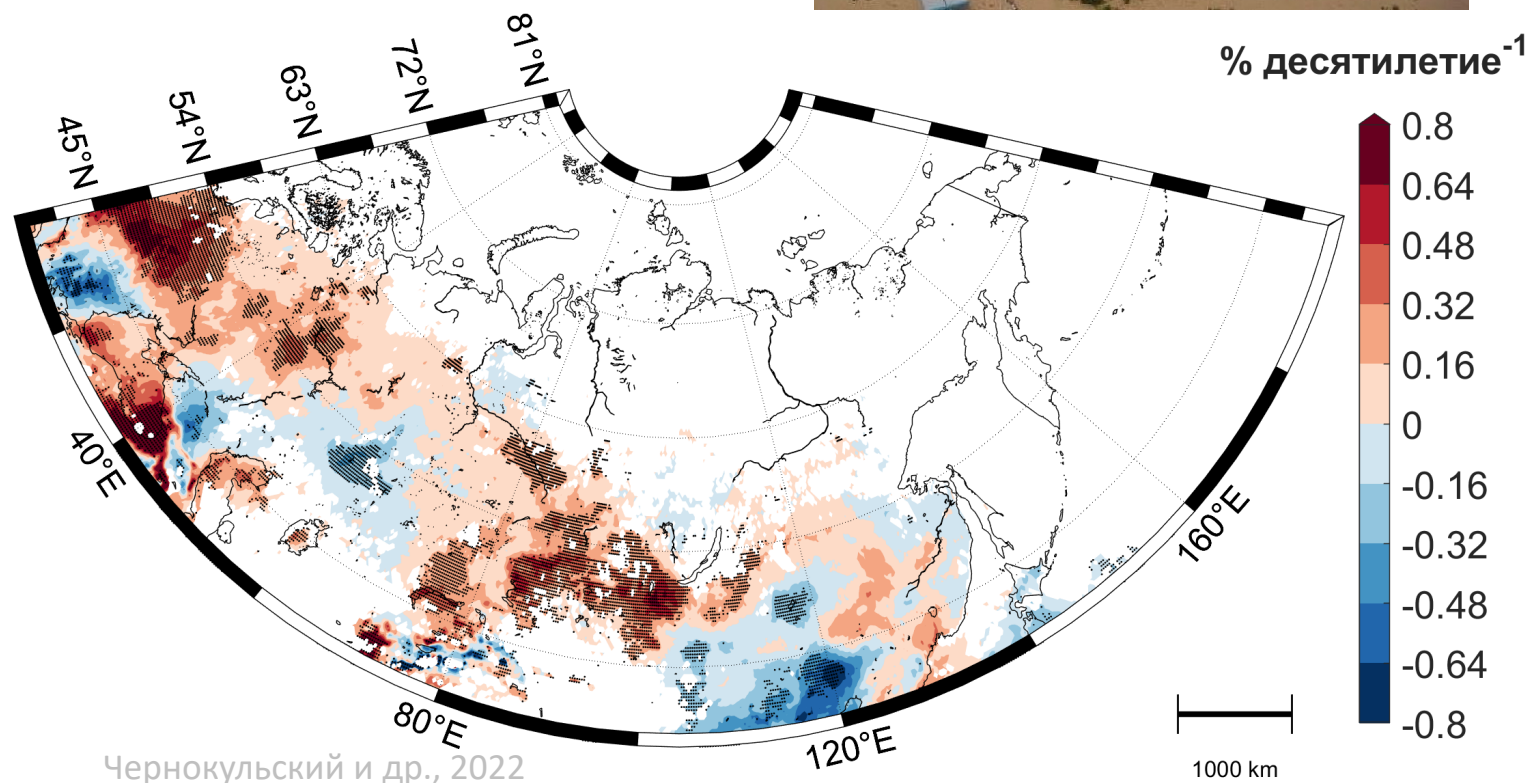 81°N
72°N
63°N
54°N
45°N
% десятилетие-1
0.8
0.64
0.48
0.32
0.16
0
-0.16
-0.32
-0.48
-0.64
-0.8
40°E
80°E
120°E
160°E
1000 km
Чернокульский и др., 2022